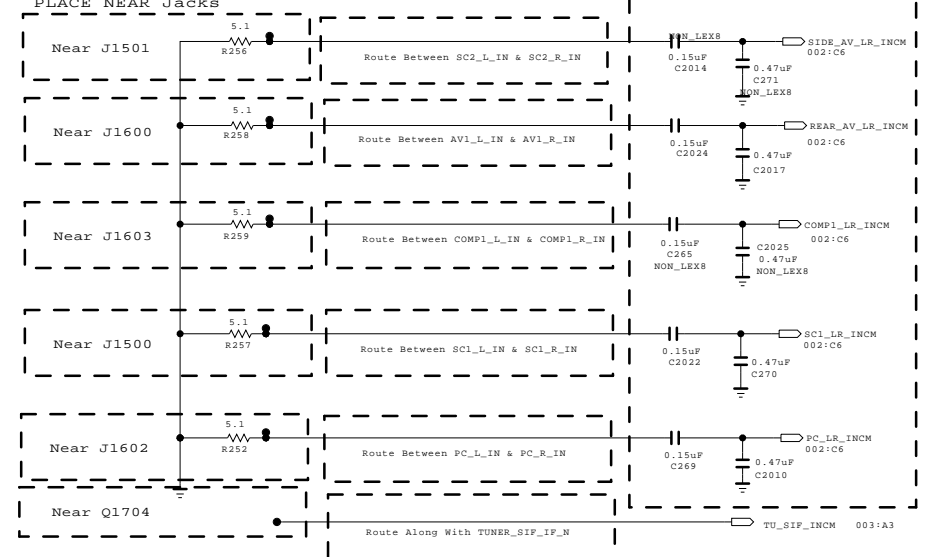 PLACE NEAR Jacks
Near J1501
5.1
R256
Route Between SC2_L_IN & SC2_R_IN
NON_LEX8
0.15uF
C2014
0.47uF
C271
NON_LEX8
SIDE_AV_LR_INCM
002:C6
Near J1600
5.1
R258
Route Between AV1_L_IN & AV1_R_IN
0.15uF
C2024
0.47uF
C2017
REAR_AV_LR_INCM
002:C6
Near J1603
5.1
R259
Route Between COMP1_L_IN & COMP1_R_IN
0.15uF
C265
NON_LEX8
C2025
0.47uF
NON_LEX8
COMP1_LR_INCM
002:C6
Near J1500
5.1
R257
Route Between SC1_L_IN & SC1_R_IN
0.15uF
C2022
0.47uF
C270
SC1_LR_INCM
002:C6
Near J1602
5.1
R252
Route Between PC_L_IN & PC_R_IN
0.15uF
C269
0.47uF
C2010
PC_LR_INCM
002:C6
Near Q1704
Route Along With TUNER_SIF_IF_N
TU_SIF_INCM 003:A3